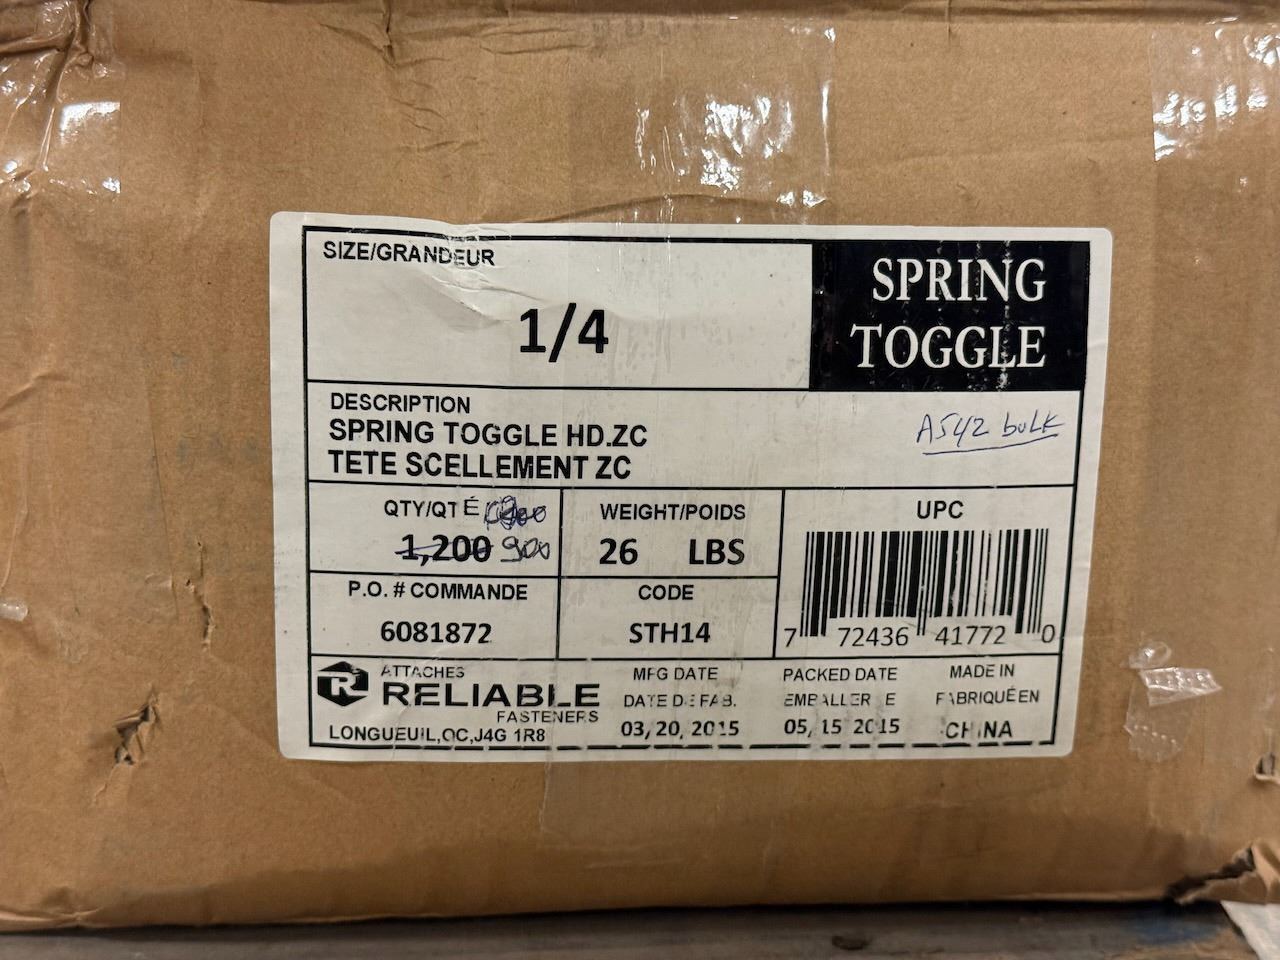 SIZE/GRANDEUR
1/4
SPRING
TOGGLE
DESCRIPTION
SPRING TOGGLE HD.ZC
TETE SCELLEMENT ZC
A542 bulk
QTY/QTÉ
1,200 900
WEIGHT/POIDS
26 LBS
UPC
7 72436 41772 0
P.O. # COMMANDE
6081872
CODE
STH14
R
ATTACHES
RELIABLE
FASTENERS
LONGUEUIL,QC,J4G 1R8
MFG DATE
DATE DE FAB.
03, 20, 2015
PACKED DATE
EMBALLER E
05, 15 2015
MADE IN
FABRIQUÉ EN
CHINA